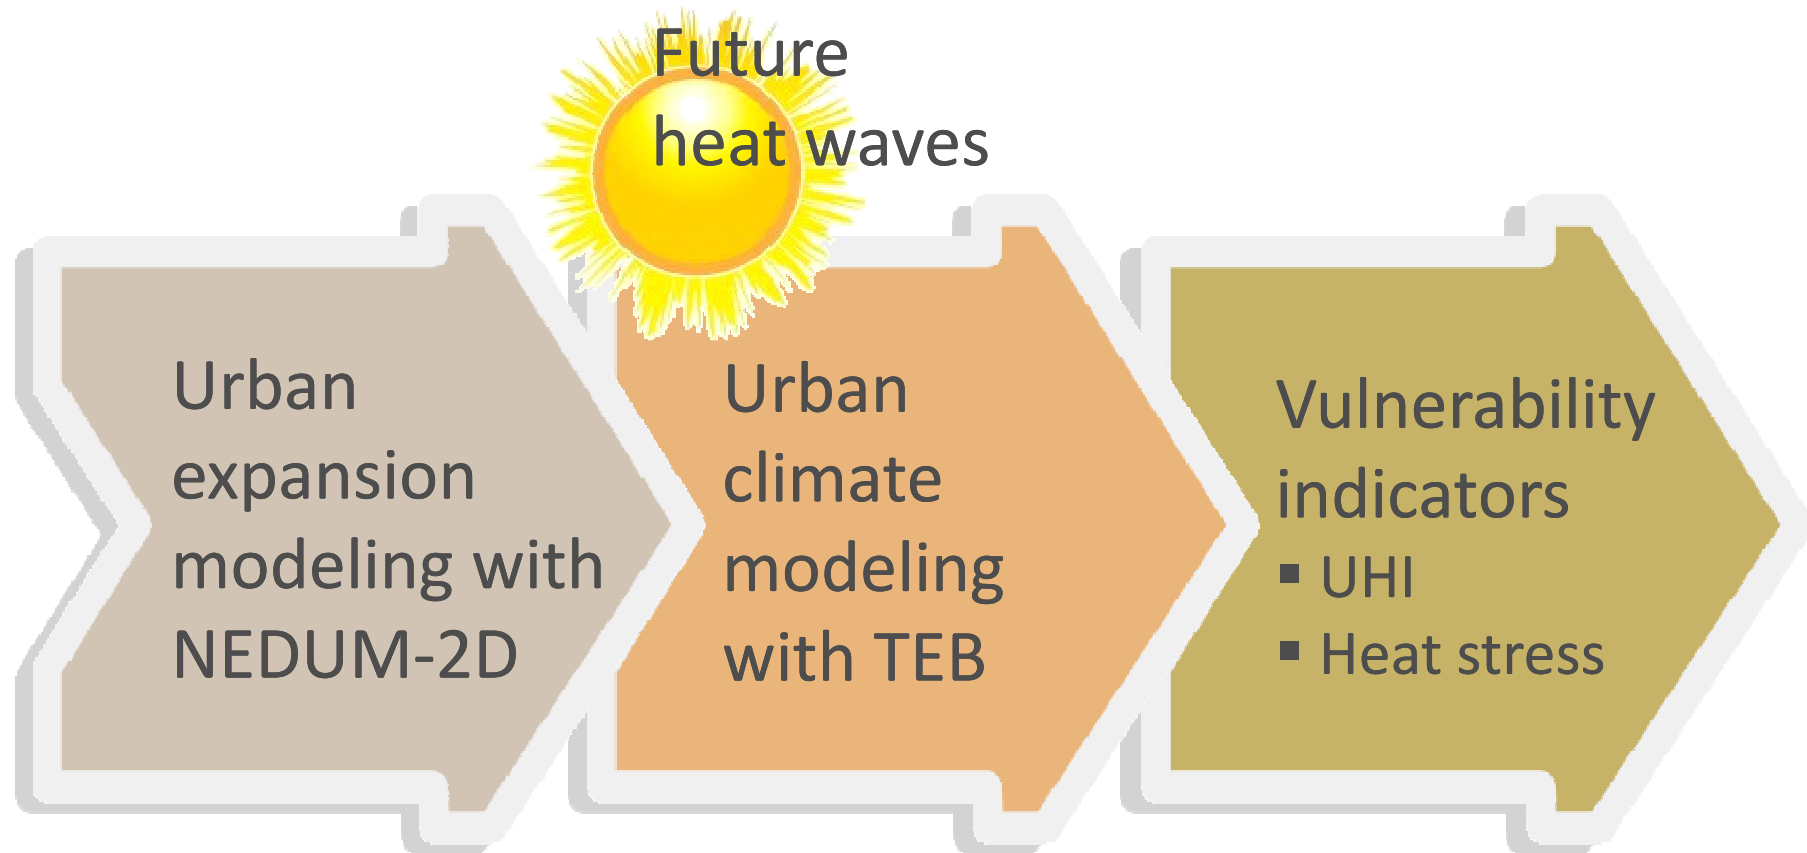 Future
heat waves
Urban
expansion
modeling with
NEDUM-2D
Urban
climate
modeling
with TEB
Vulnerability
indicators
▪ UHI
▪ Heat stress